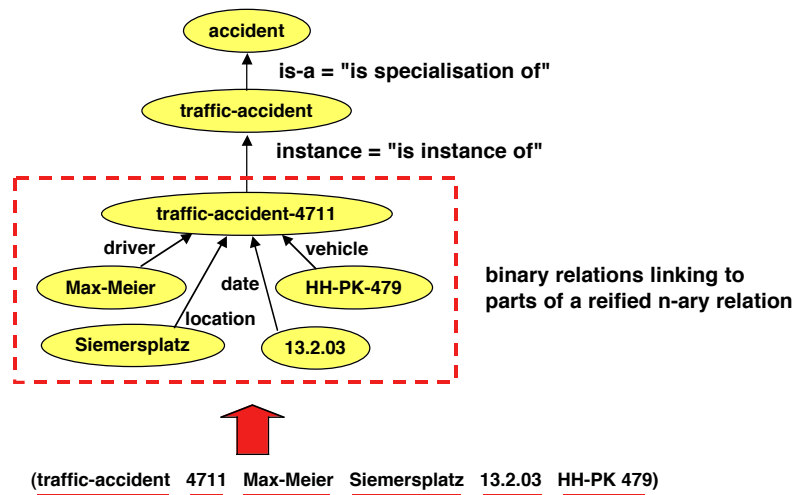 accident
is-a = "is specialisation of"
traffic-accident
instance = "is instance of"
traffic-accident-4711
driver
vehicle
Max-Meier
date
HH-PK-479
binary relations linking to
parts of a reified n-ary relation
location
Siemersplatz
13.2.03
(traffic-accident 4711 Max-Meier Siemersplatz 13.2.03 HH-PK 479)